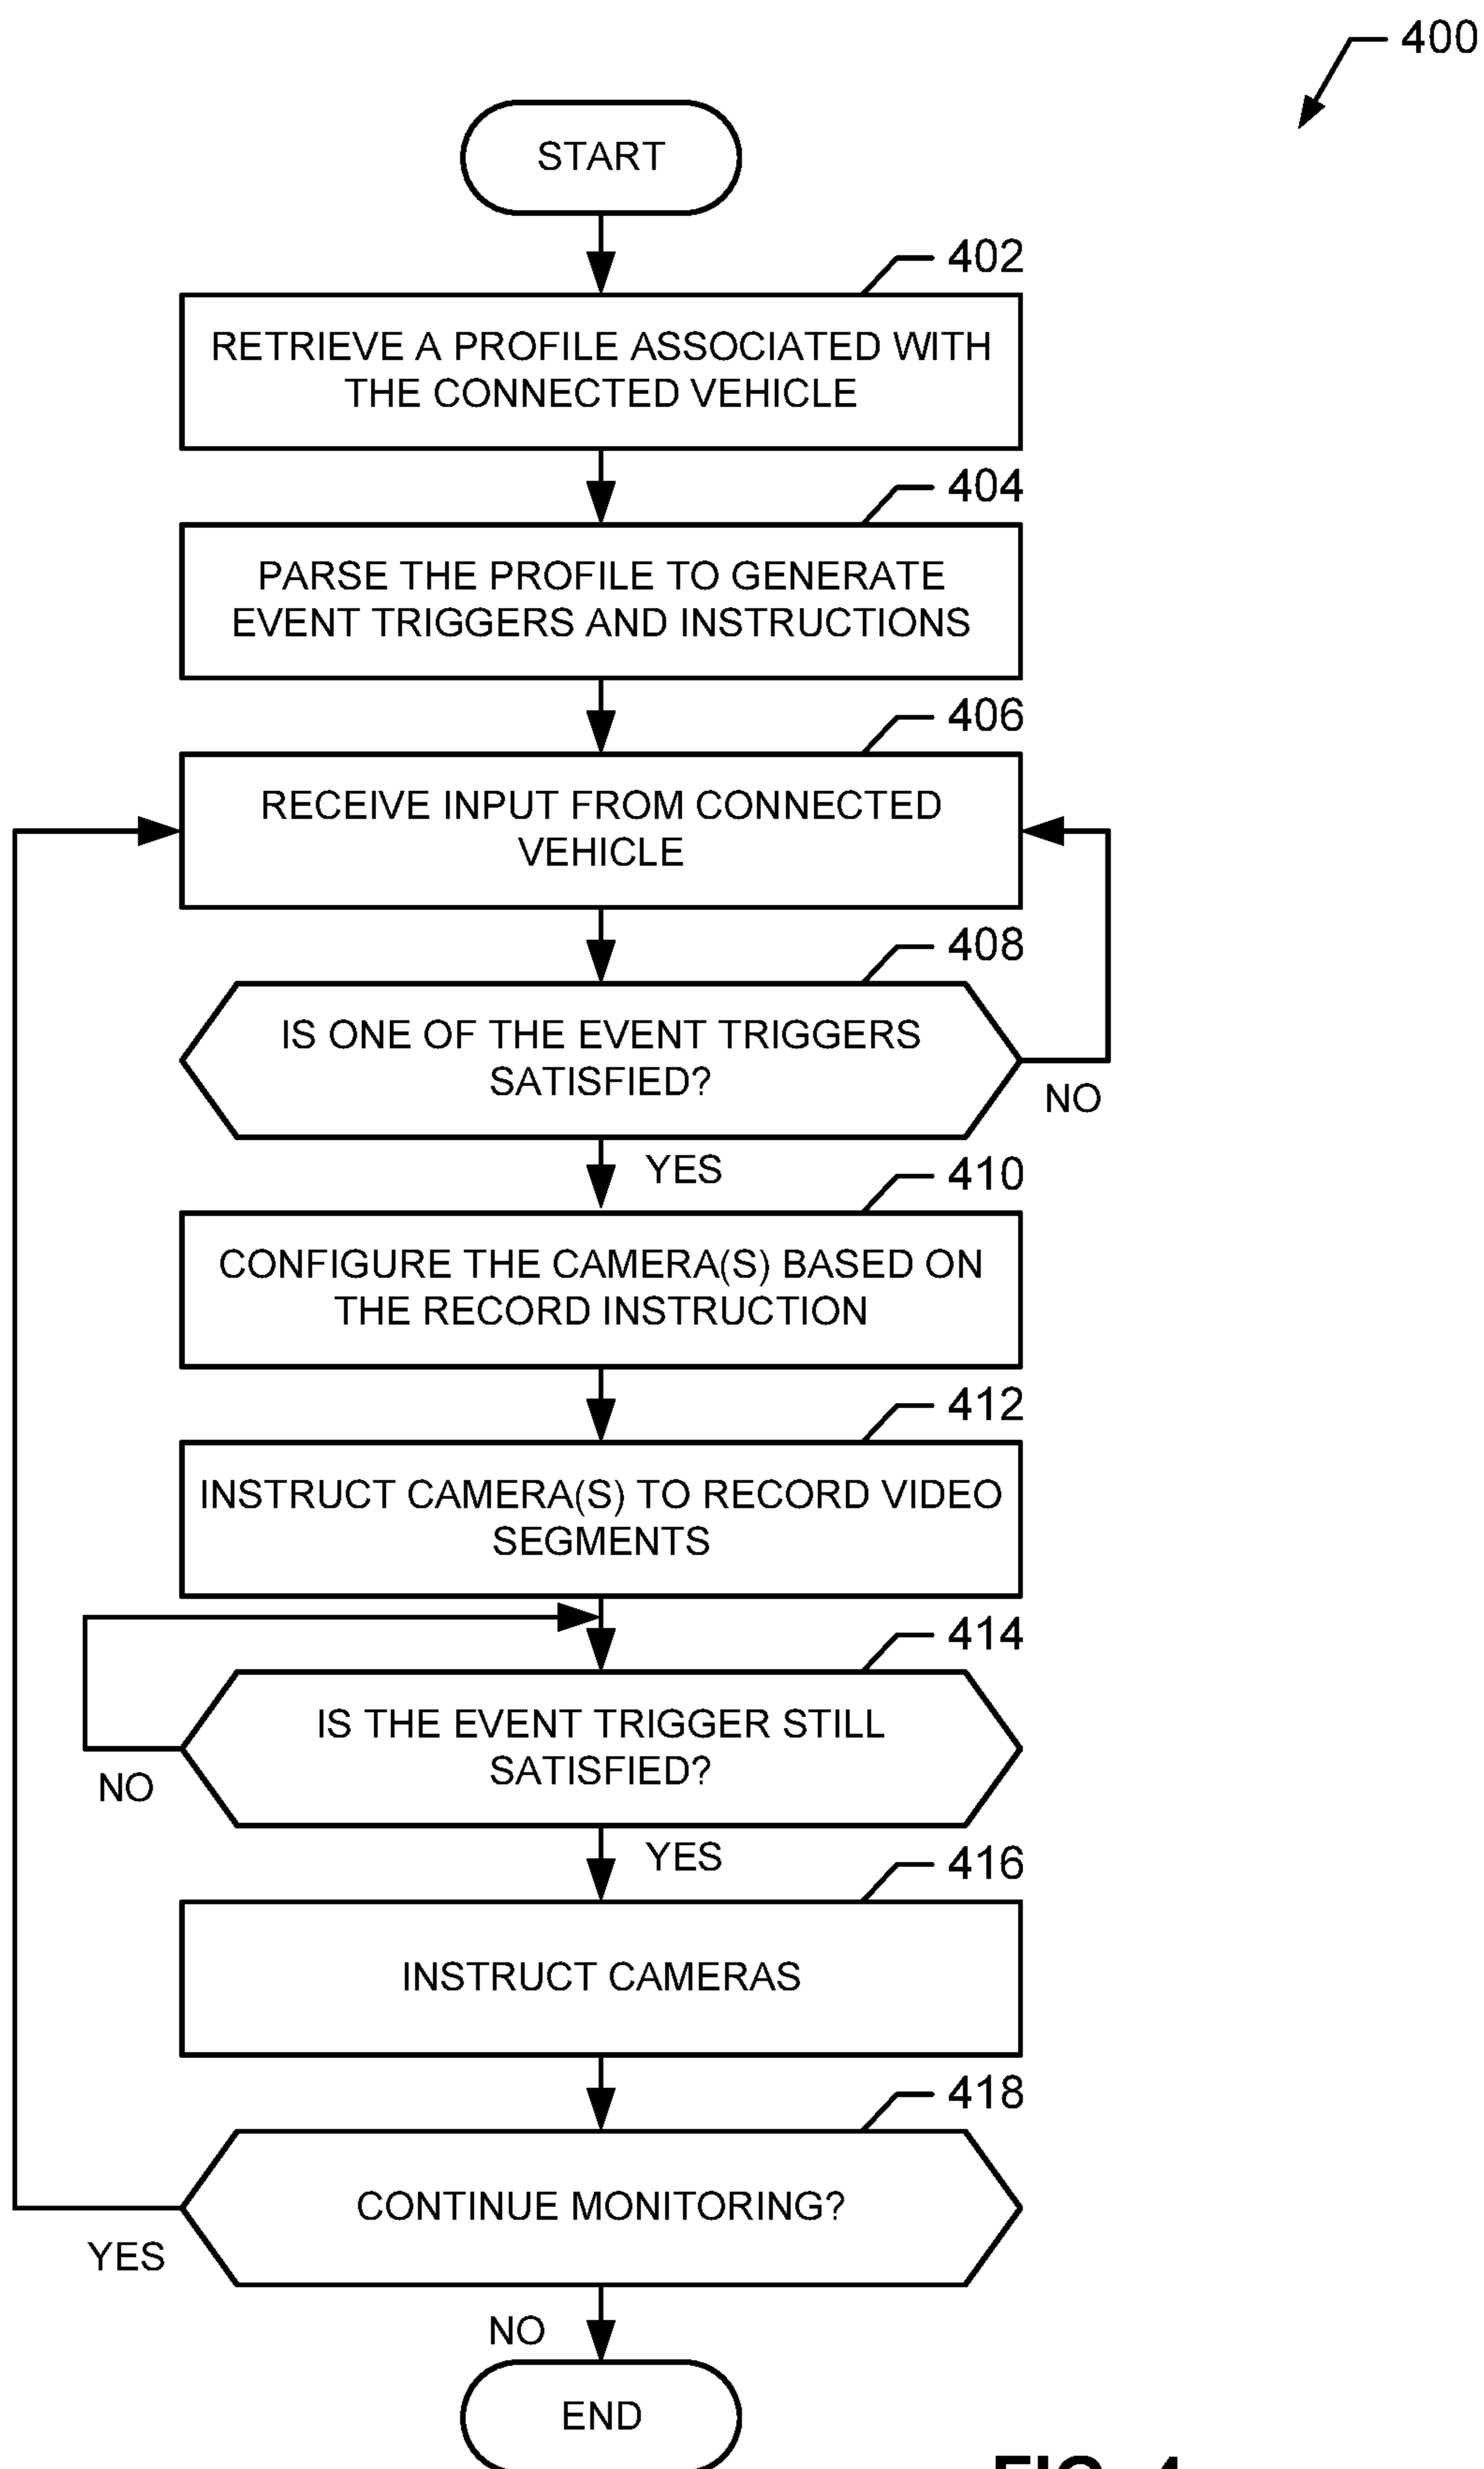 400
START
402
RETRIEVE A PROFILE ASSOCIATED WITH
THE CONNECTED VEHICLE
404
PARSE THE PROFILE TO GENERATE
EVENT TRIGGERS AND INSTRUCTIONS
406
RECEIVE INPUT FROM CONNECTED
VEHICLE
408
IS ONE OF THE EVENT TRIGGERS
SATISFIED?
NO
YES
410
CONFIGURE THE CAMERA(S) BASED ON
THE RECORD INSTRUCTION
412
INSTRUCT CAMERA(S) TO RECORD VIDEO
SEGMENTS
414
IS THE EVENT TRIGGER STILL
SATISFIED?
NO
YES
416
INSTRUCT CAMERAS
418
CONTINUE MONITORING?
YES
NO
END